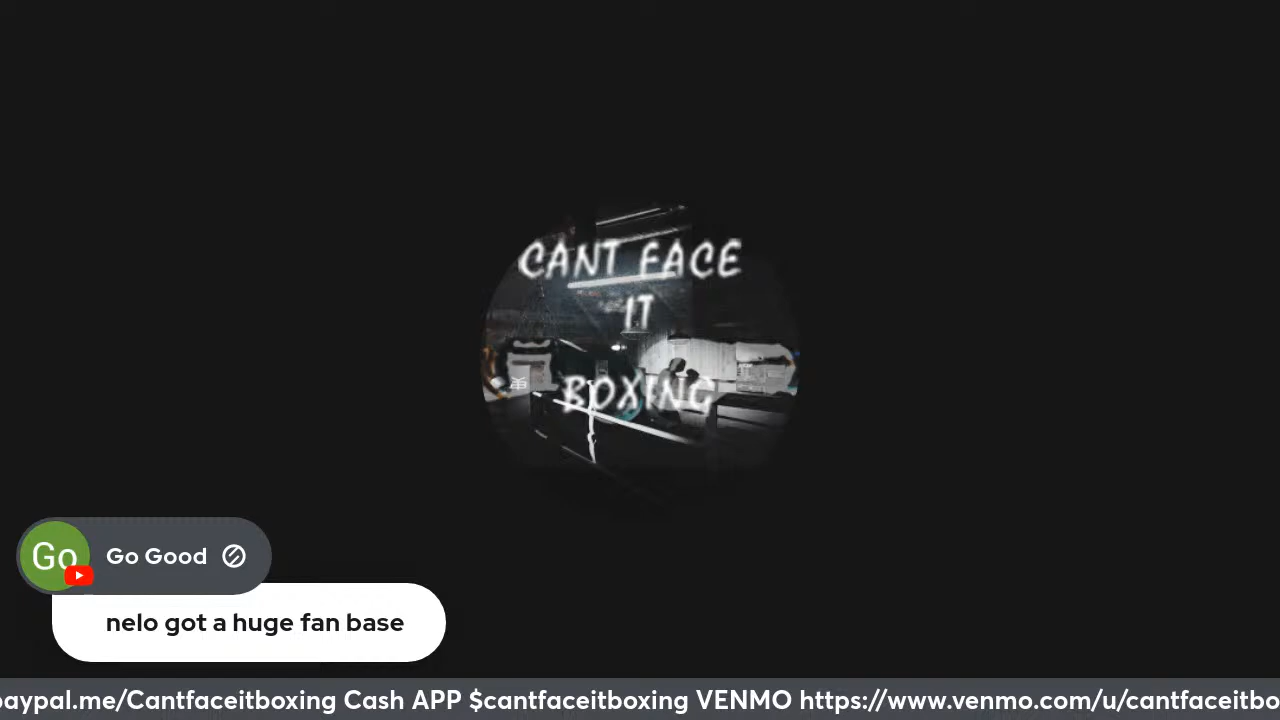 CANT FACE
IT
BOXING
Go
Go Good
nelo got a huge fan base
paypal.me/Cantfaceitboxing Cash APP $cantfaceitboxing VENMO https://www.venmo.com/u/cantfaceitbo